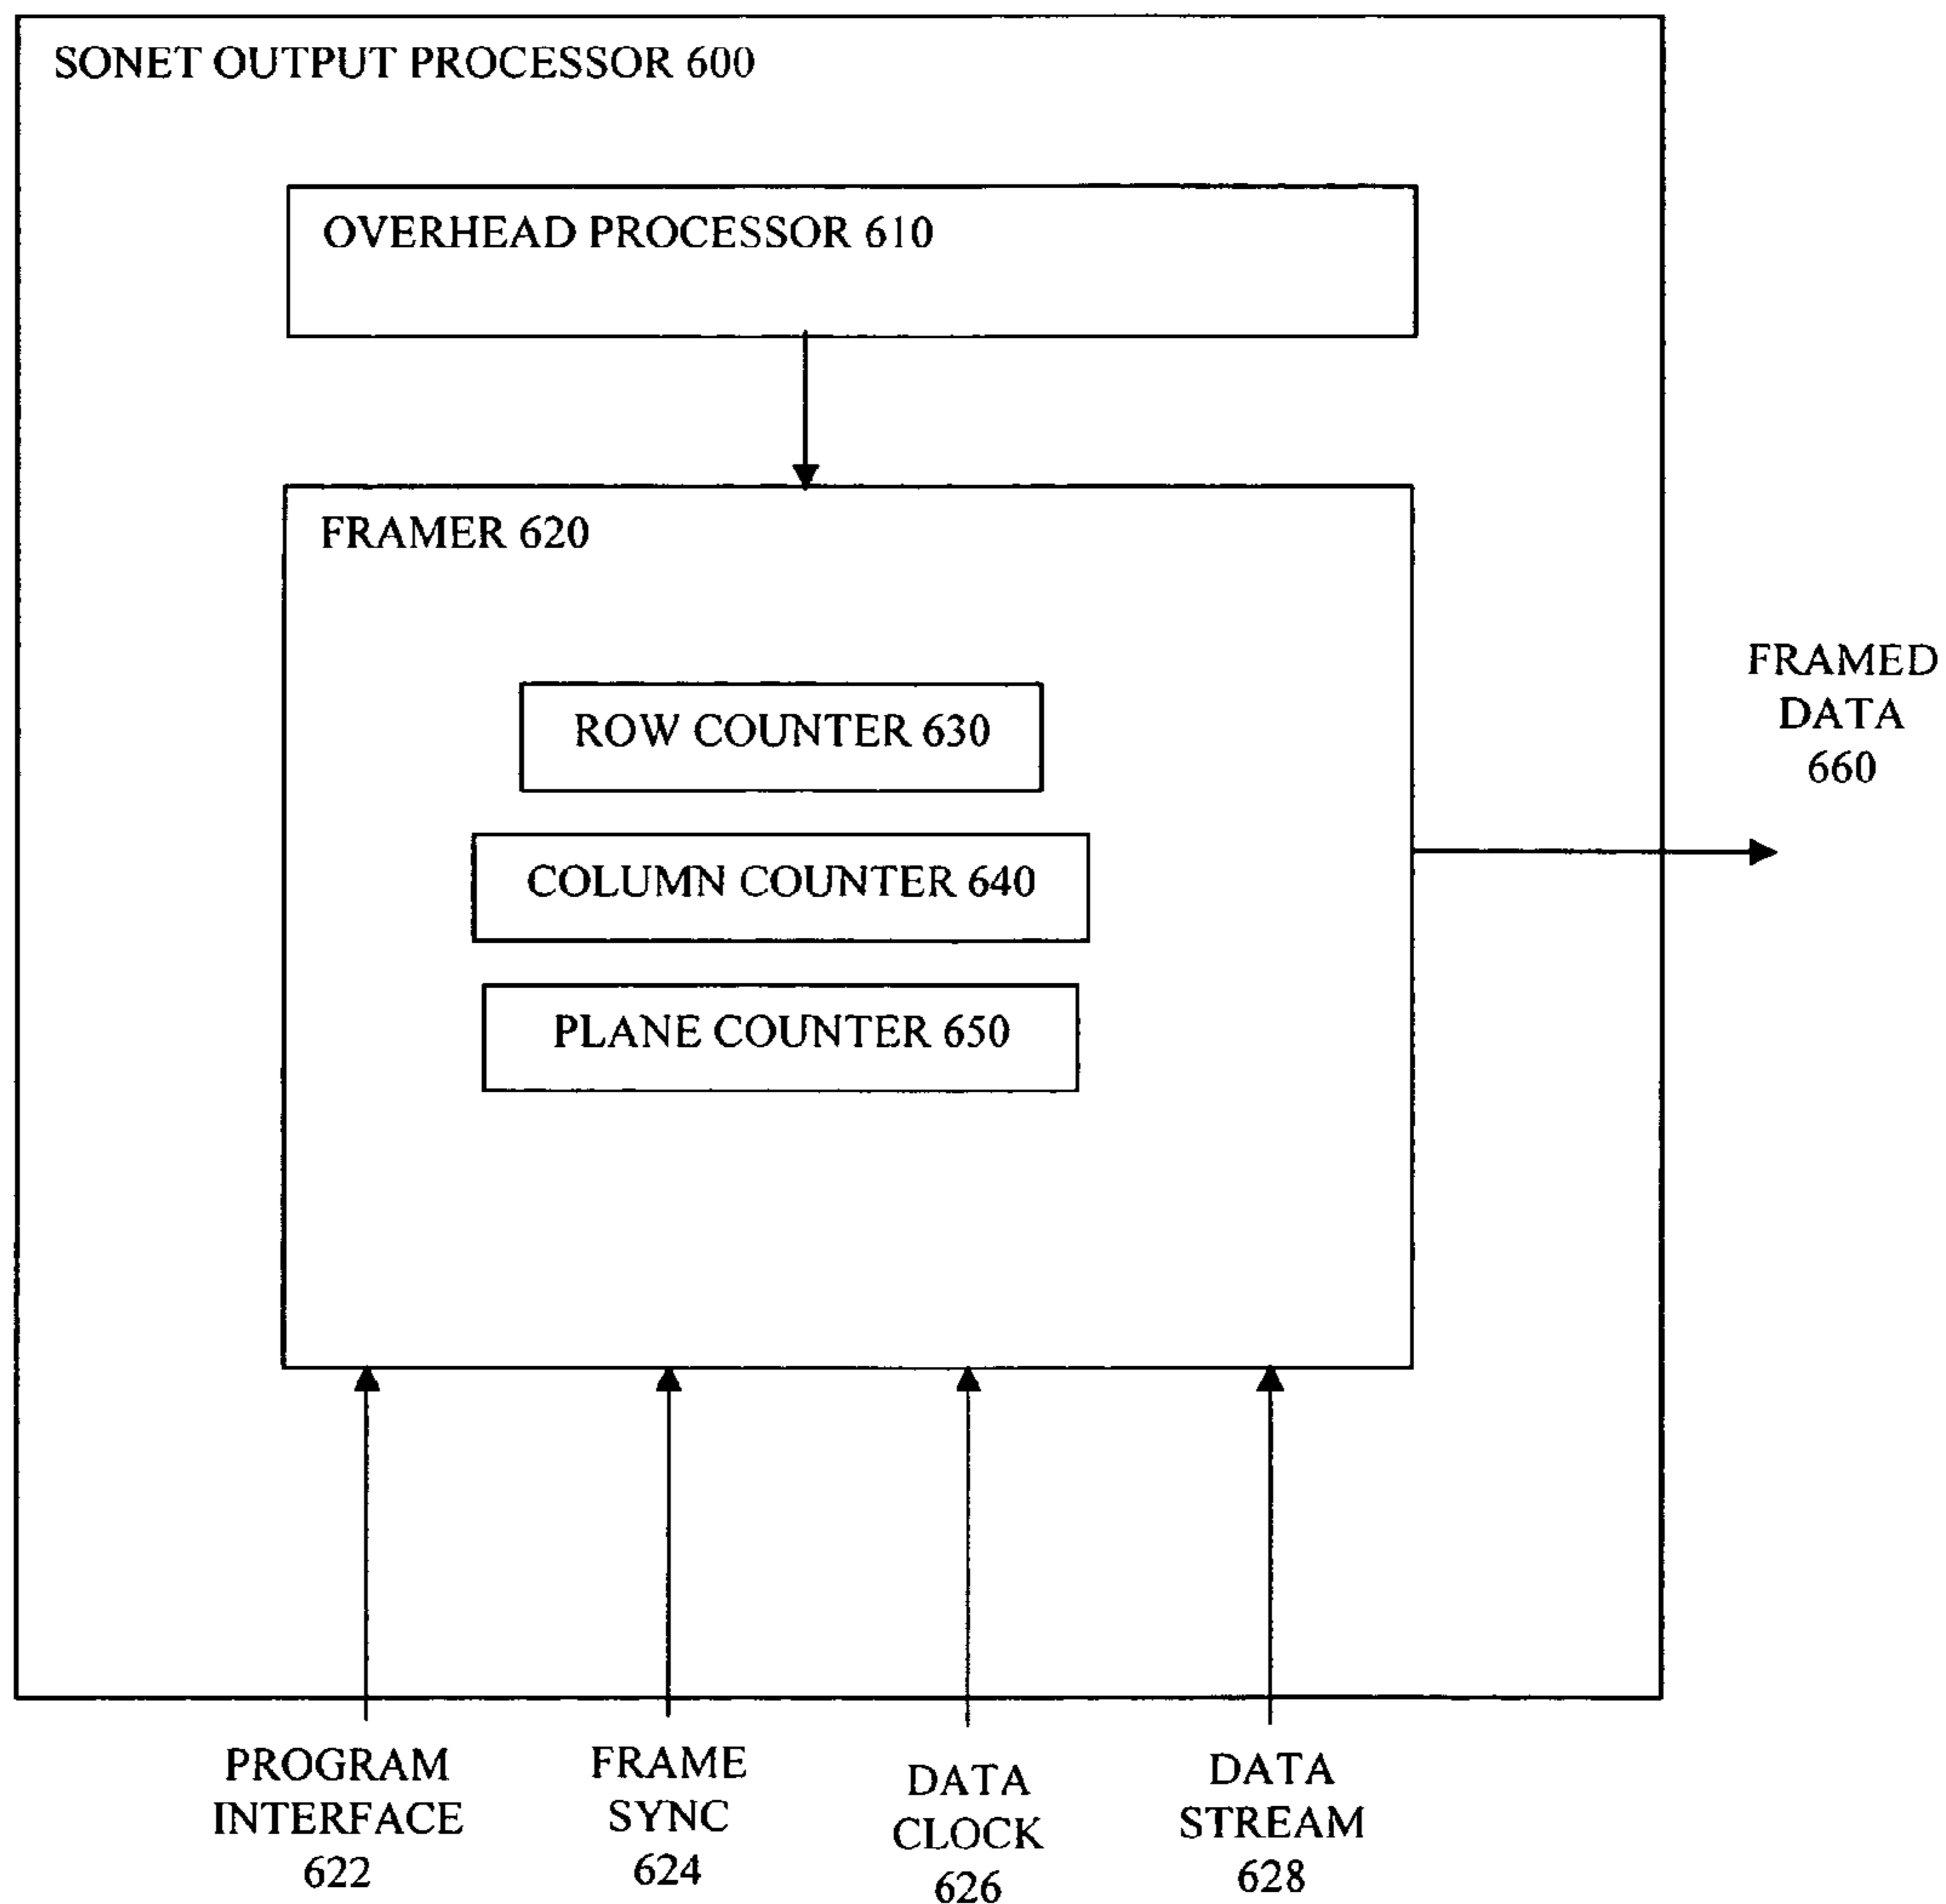 SONET OUTPUT PROCESSOR 600
OVERHEAD PROCESSOR 610
FRAMER 620
ROW COUNTER 630
COLUMN COUNTER 640
PLANE COUNTER 650
FRAMED
DATA
660
PROGRAM
INTERFACE
622
FRAME
SYNC
624
DATA
CLOCK
626
DATA
STREAM
628